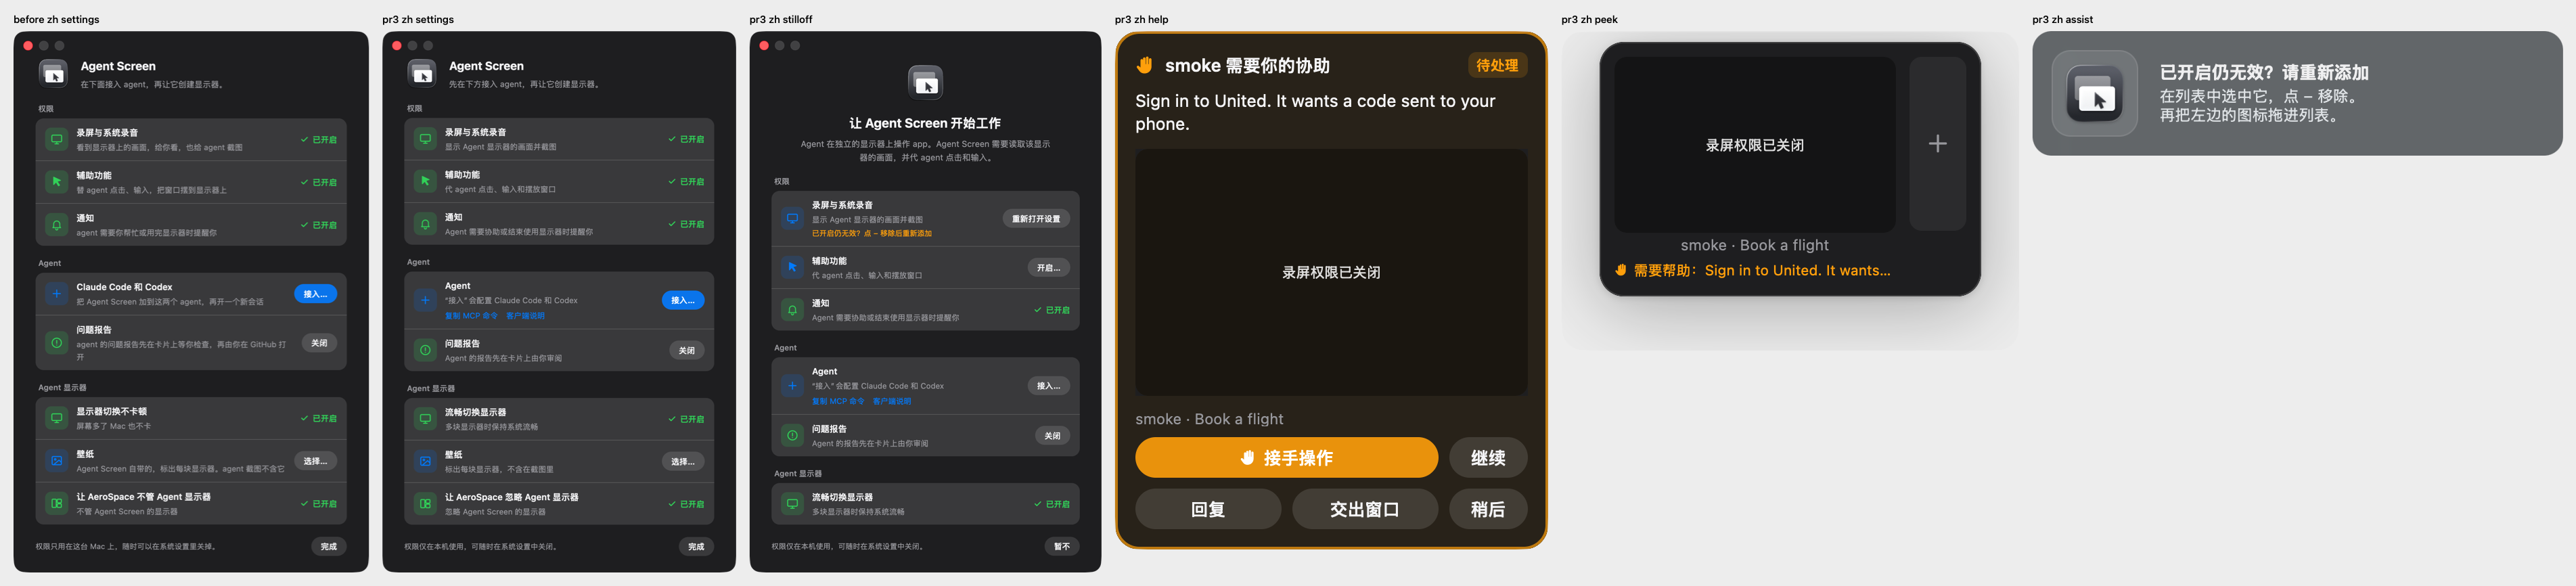 before zh settings
Agent Screen
在下面接入 agent，再让它创建显示器。
权限
录屏与系统录音
看到显示器上的画面，给你看，也给 agent 截图
已开启
辅助功能
替 agent 点击、输入，把窗口摆到显示器上
已开启
通知
agent 需要你帮忙或用完显示器时提醒你
已开启
Agent
Claude Code 和 Codex
把 Agent Screen 加到这两个 agent，再开一个新会话
接入...
问题报告
agent 的问题报告先在卡片上等你检查，再由你在 GitHub 打
开
关闭
Agent 显示器
显示器切换不卡顿
屏幕多了 Mac 也不卡
已开启
壁纸
Agent Screen 自带的，标出每块显示器。agent 截图不含它
选择...
让 AeroSpace 不管 Agent 显示器
不管 Agent Screen 的显示器
已开启
权限只用在这台 Mac 上，随时可以在系统设置里关掉。
完成
pr3 zh settings
Agent Screen
先在下方接入 agent，再让它创建显示器。
权限
录屏与系统录音
显示 Agent 显示器的画面并截图
已开启
辅助功能
代 agent 点击、输入和摆放窗口
已开启
通知
Agent 需要协助或结束使用显示器时提醒你
已开启
Agent
Agent
“接入”会配置 Claude Code 和 Codex
复制 MCP 命令 客户端说明
接入...
问题报告
Agent 的报告先在卡片上由你审阅
关闭
Agent 显示器
流畅切换显示器
多块显示器时保持系统流畅
已开启
壁纸
标出每块显示器，不含在截图里
选择...
让 AeroSpace 忽略 Agent 显示器
忽略 Agent Screen 的显示器
已开启
权限仅在本机使用，可随时在系统设置中关闭。
完成
pr3 zh stilloff
让 Agent Screen 开始工作
Agent 在独立的显示器上操作 app。Agent Screen 需要读取该显示
器的画面，并代 agent 点击和输入。
权限
录屏与系统录音
显示 Agent 显示器的画面并截图
已开启仍无效？点 – 移除后重新添加
重新打开设置
辅助功能
代 agent 点击、输入和摆放窗口
开启...
通知
Agent 需要协助或结束使用显示器时提醒你
已开启
Agent
Agent
“接入”会配置 Claude Code 和 Codex
复制 MCP 命令 客户端说明
接入...
问题报告
Agent 的报告先在卡片上由你审阅
关闭
Agent 显示器
流畅切换显示器
多块显示器时保持系统流畅
已开启
权限仅在本机使用，可随时在系统设置中关闭。
暂不
pr3 zh help
smoke 需要你的协助
待处理
Sign in to United. It wants a code sent to your
phone.
录屏权限已关闭
smoke · Book a flight
接手操作
继续
回复
交出窗口
稍后
pr3 zh peek
录屏权限已关闭
smoke · Book a flight
需要帮助：Sign in to United. It wants...
pr3 zh assist
已开启仍无效？请重新添加
在列表中选中它，点 – 移除。
再把左边的图标拖进列表。